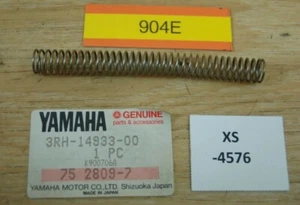 904E
YAMAHA
GENUINE
parts & accessories
3RH-14933-00
1 PC
75 2809-7
YAMAHA MOTOR CO., LTD. Shizuoka Japan
MADE IN JAPAN
XS
-4576